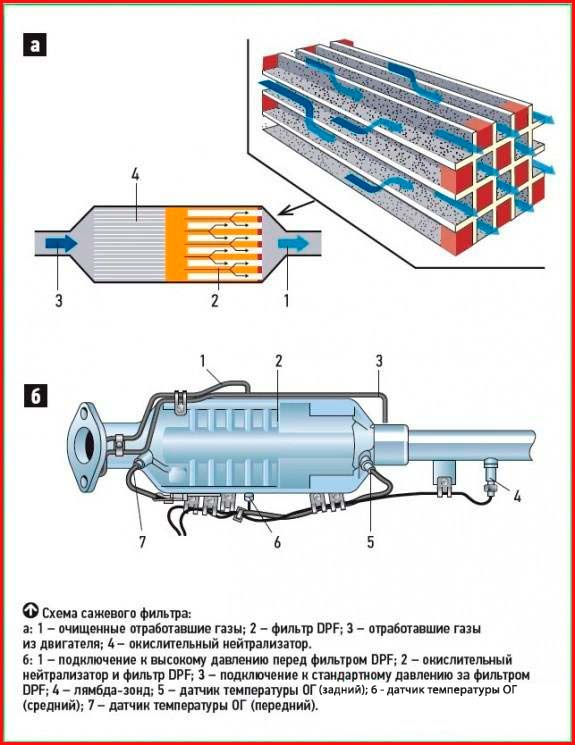 а
4
3
2
1
б
1
2
3
4
7
6
5
Схема сажевого фильтра:
а: 1 – очищенные отработавшие газы; 2 – фильтр DPF; 3 – отработавшие газы
из двигателя; 4 – окислительный нейтрализатор.
б: 1 – подключение к высокому давлению перед фильтром DPF; 2 – окислительный
нейтрализатор и фильтр DPF; 3 – подключение к стандартному давлению за фильтром
DPF; 4 – лямбда-зонд; 5 – датчик температуры ОГ (задний); 6 - датчик температуры ОГ
(средний); 7 – датчик температуры ОГ (передний).